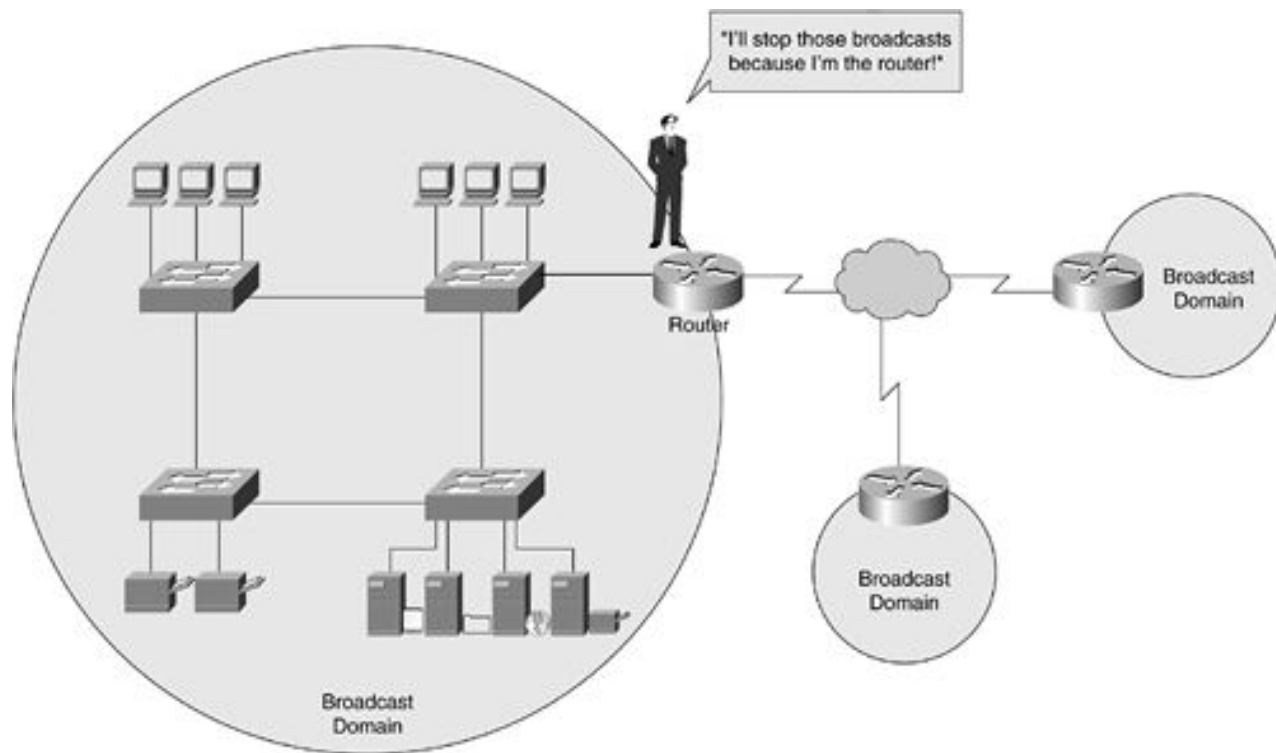 "I'll stop those broadcasts
because I'm the router!"
Router
Broadcast
Domain
Broadcast
Domain
Broadcast
Domain